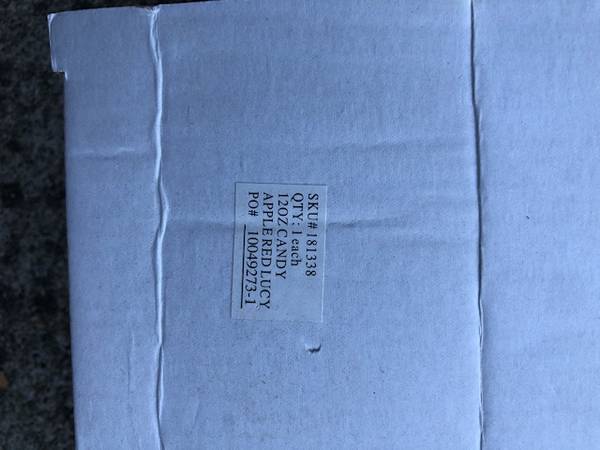 SKU# 181338
QTY: 1 each
12OZ CANDY
APPLE RED LUCY
PO# 10049273-1